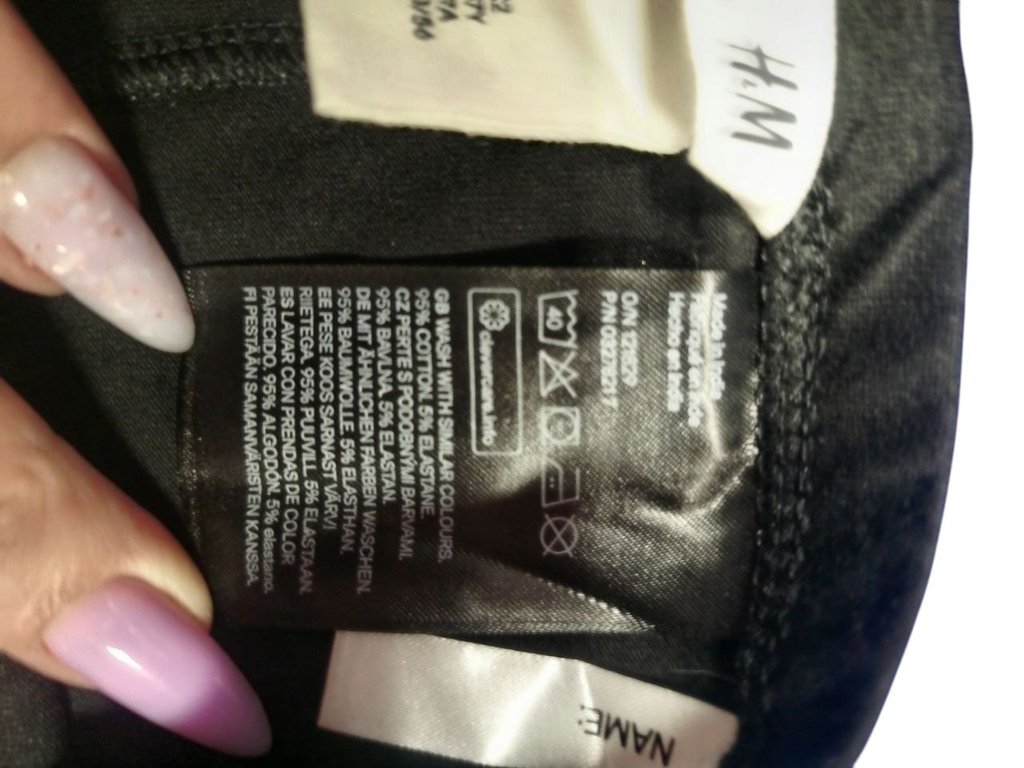 H&M
Made in India
Fabriqué en Inde
Hecho en India
O/N 121629
40
GB WASH WITH SIMILAR COLOURS.
95% COTTON. 5% ELASTANE.
CZ PERTE S PODOBNÝMI BARVAMI.
95% BAVLNA. 5% ELASTAN.
DE MIT ÄHNLICHEN FARBEN WASCHEN.
95% BAUMWOLLE. 5% ELASTHAN.
EE PESE KOOS SARNAST VÄRVI
RIIETEGA. 95% PUUVILL. 5% ELASTAAN.
ES LAVAR CON PRENDAS DE COLOR
PARECIDO. 95% ALGODÓN. 5% elastano.
FI PESTÄÄN SAMANVÄRISTEN KANSSA.
clevercare.info
NAME: